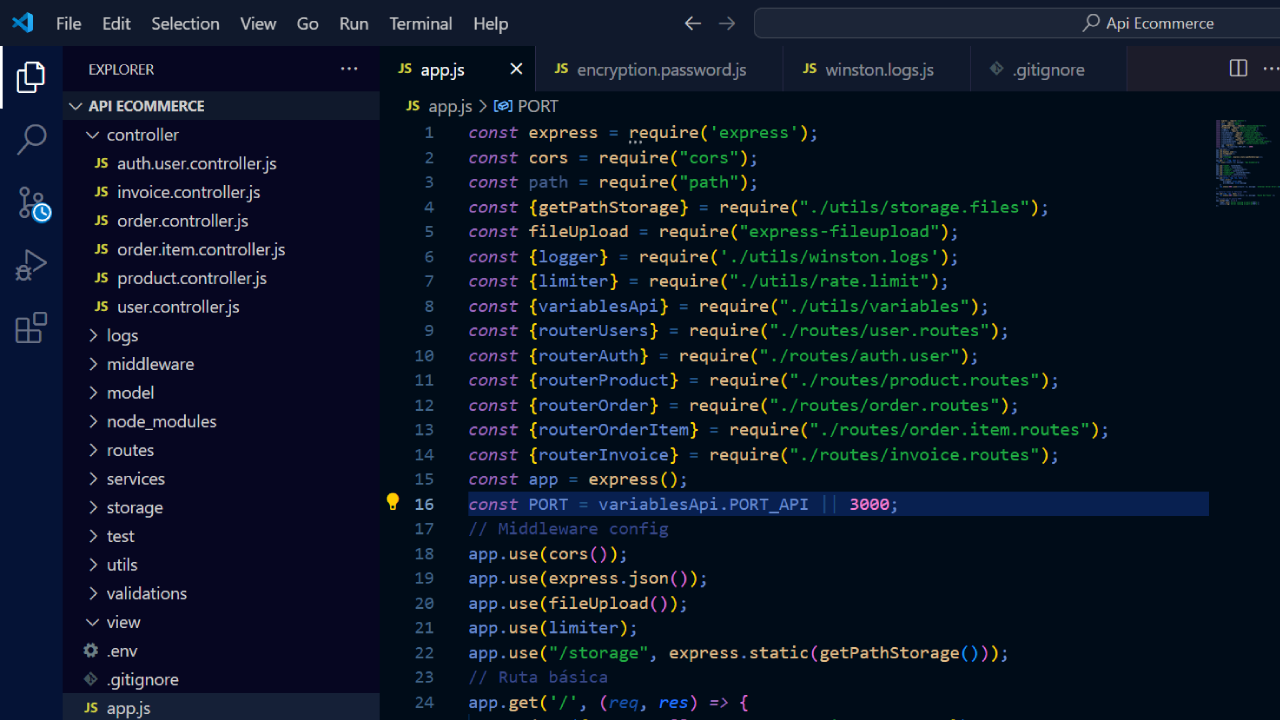 File Edit Selection View Go Run Terminal Help
Api Ecommerce
EXPLORER
API ECOMMERCE
controller
JS auth.user.controller.js
JS invoice.controller.js
JS order.controller.js
JS order.item.controller.js
JS product.controller.js
JS user.controller.js
logs
middleware
model
node_modules
routes
services
storage
test
utils
validations
view
.env
.gitignore
JS app.js
JS app.js
JS encryption.password.js
JS winston.logs.js
.gitignore
JS app.js > PORT
1 const express = require('express');
2 const cors = require("cors");
3 const path = require("path");
4 const {getPathStorage} = require("./utils/storage.files");
5 const fileUpload = require("express-fileupload");
6 const {logger} = require('./utils/winston.logs');
7 const {limiter} = require("./utils/rate.limit");
8 const {variablesApi} = require("./utils/variables");
9 const {routerUsers} = require("./routes/user.routes");
10 const {routerAuth} = require("./routes/auth.user");
11 const {routerProduct} = require("./routes/product.routes");
12 const {routerOrder} = require("./routes/order.routes");
13 const {routerOrderItem} = require("./routes/order.item.routes");
14 const {routerInvoice} = require("./routes/invoice.routes");
15 const app = express();
16 const PORT = variablesApi.PORT_API || 3000;
17 // Middleware config
18 app.use(cors());
19 app.use(express.json());
20 app.use(fileUpload());
21 app.use(limiter);
22 app.use("/storage", express.static(getPathStorage()));
23 // Ruta básica
24 app.get('/', (req, res) => {